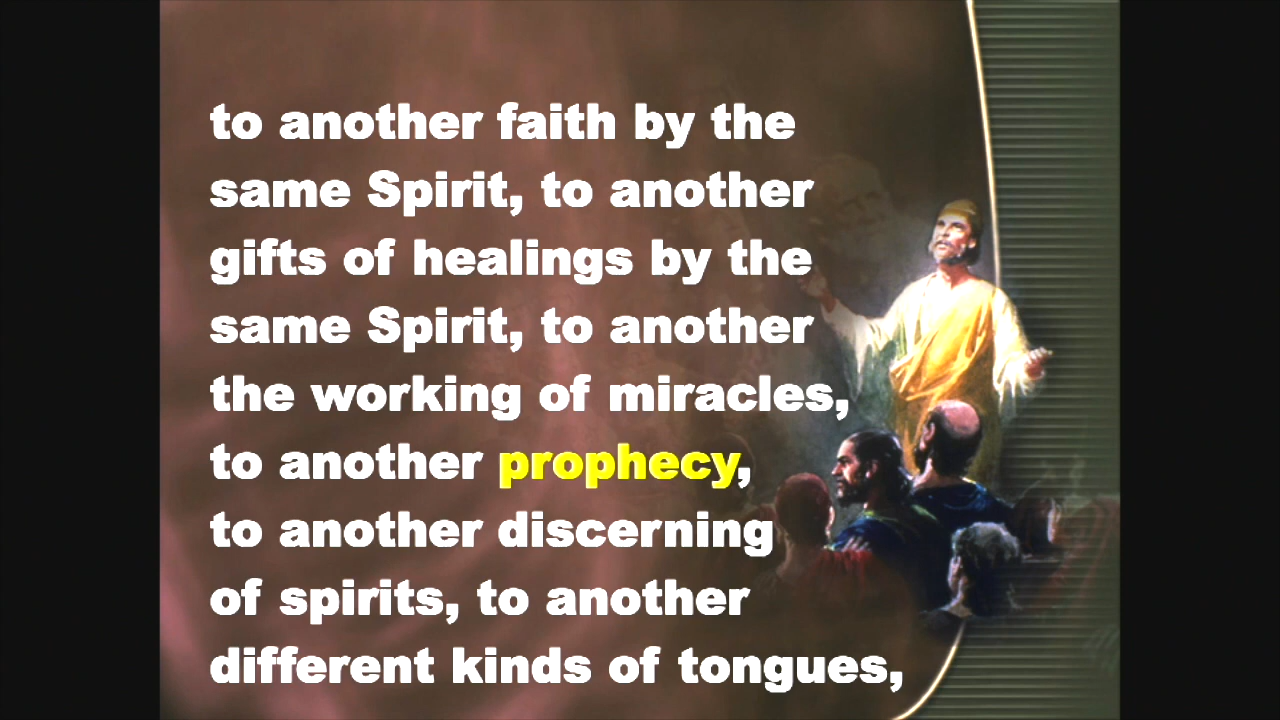 to another faith by the
same Spirit, to another
gifts of healings by the
same Spirit, to another
the working of miracles,
to another prophecy,
to another discerning
of spirits, to another
different kinds of tongues,